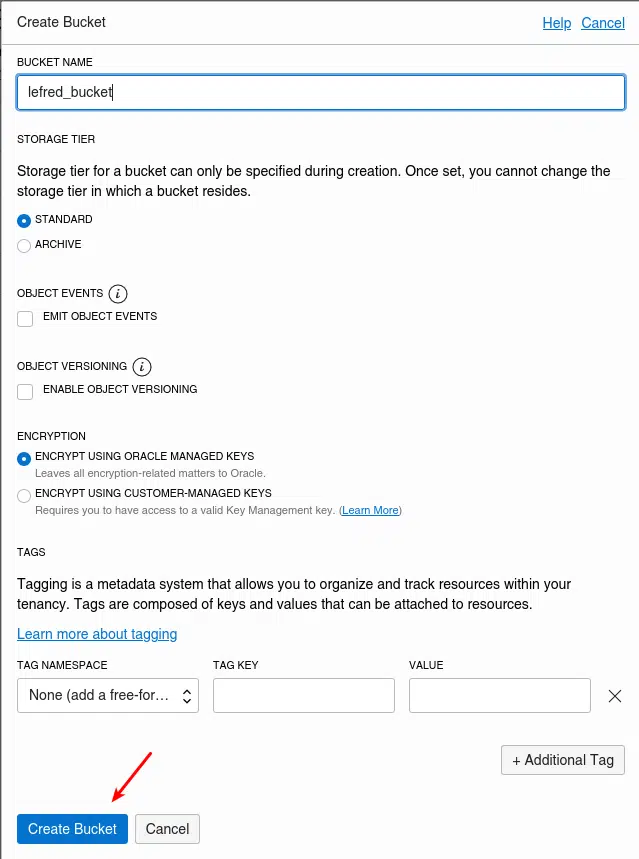 Create Bucket Help Cancel
BUCKET NAME
lefred_bucket
STORAGE TIER
Storage tier for a bucket can only be specified during creation. Once set, you cannot change the
storage tier in which a bucket resides.
STANDARD
ARCHIVE
OBJECT EVENTS i
EMIT OBJECT EVENTS
OBJECT VERSIONING i
ENABLE OBJECT VERSIONING
ENCRYPTION
ENCRYPT USING ORACLE MANAGED KEYS
Leaves all encryption-related matters to Oracle.
ENCRYPT USING CUSTOMER-MANAGED KEYS
Requires you to have access to a valid Key Management key. (Learn More)
TAGS
Tagging is a metadata system that allows you to organize and track resources within your
tenancy. Tags are composed of keys and values that can be attached to resources.
Learn more about tagging
TAG NAMESPACE TAG KEY VALUE
None (add a free-for...
+ Additional Tag
Create Bucket Cancel